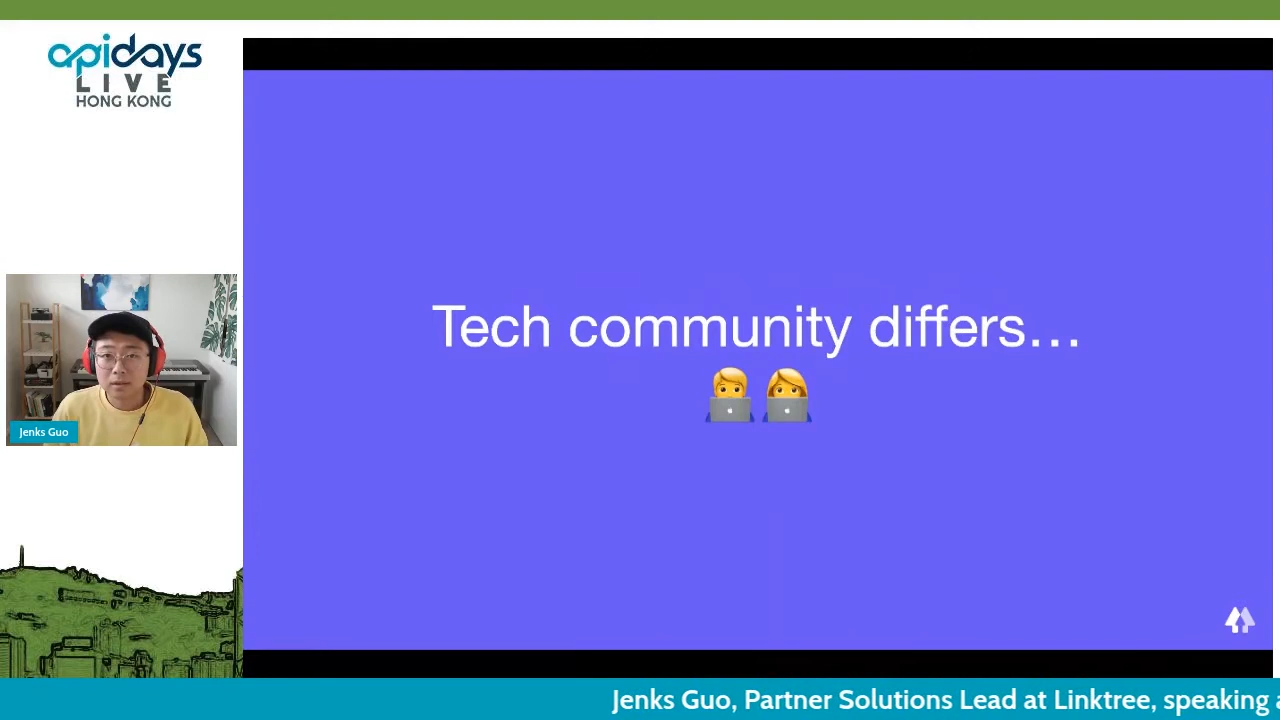 apidays
LIVE
HONG KONG
Tech community differs...
Jenks Guo
Jenks Guo, Partner Solutions Lead at Linktree, speaking a